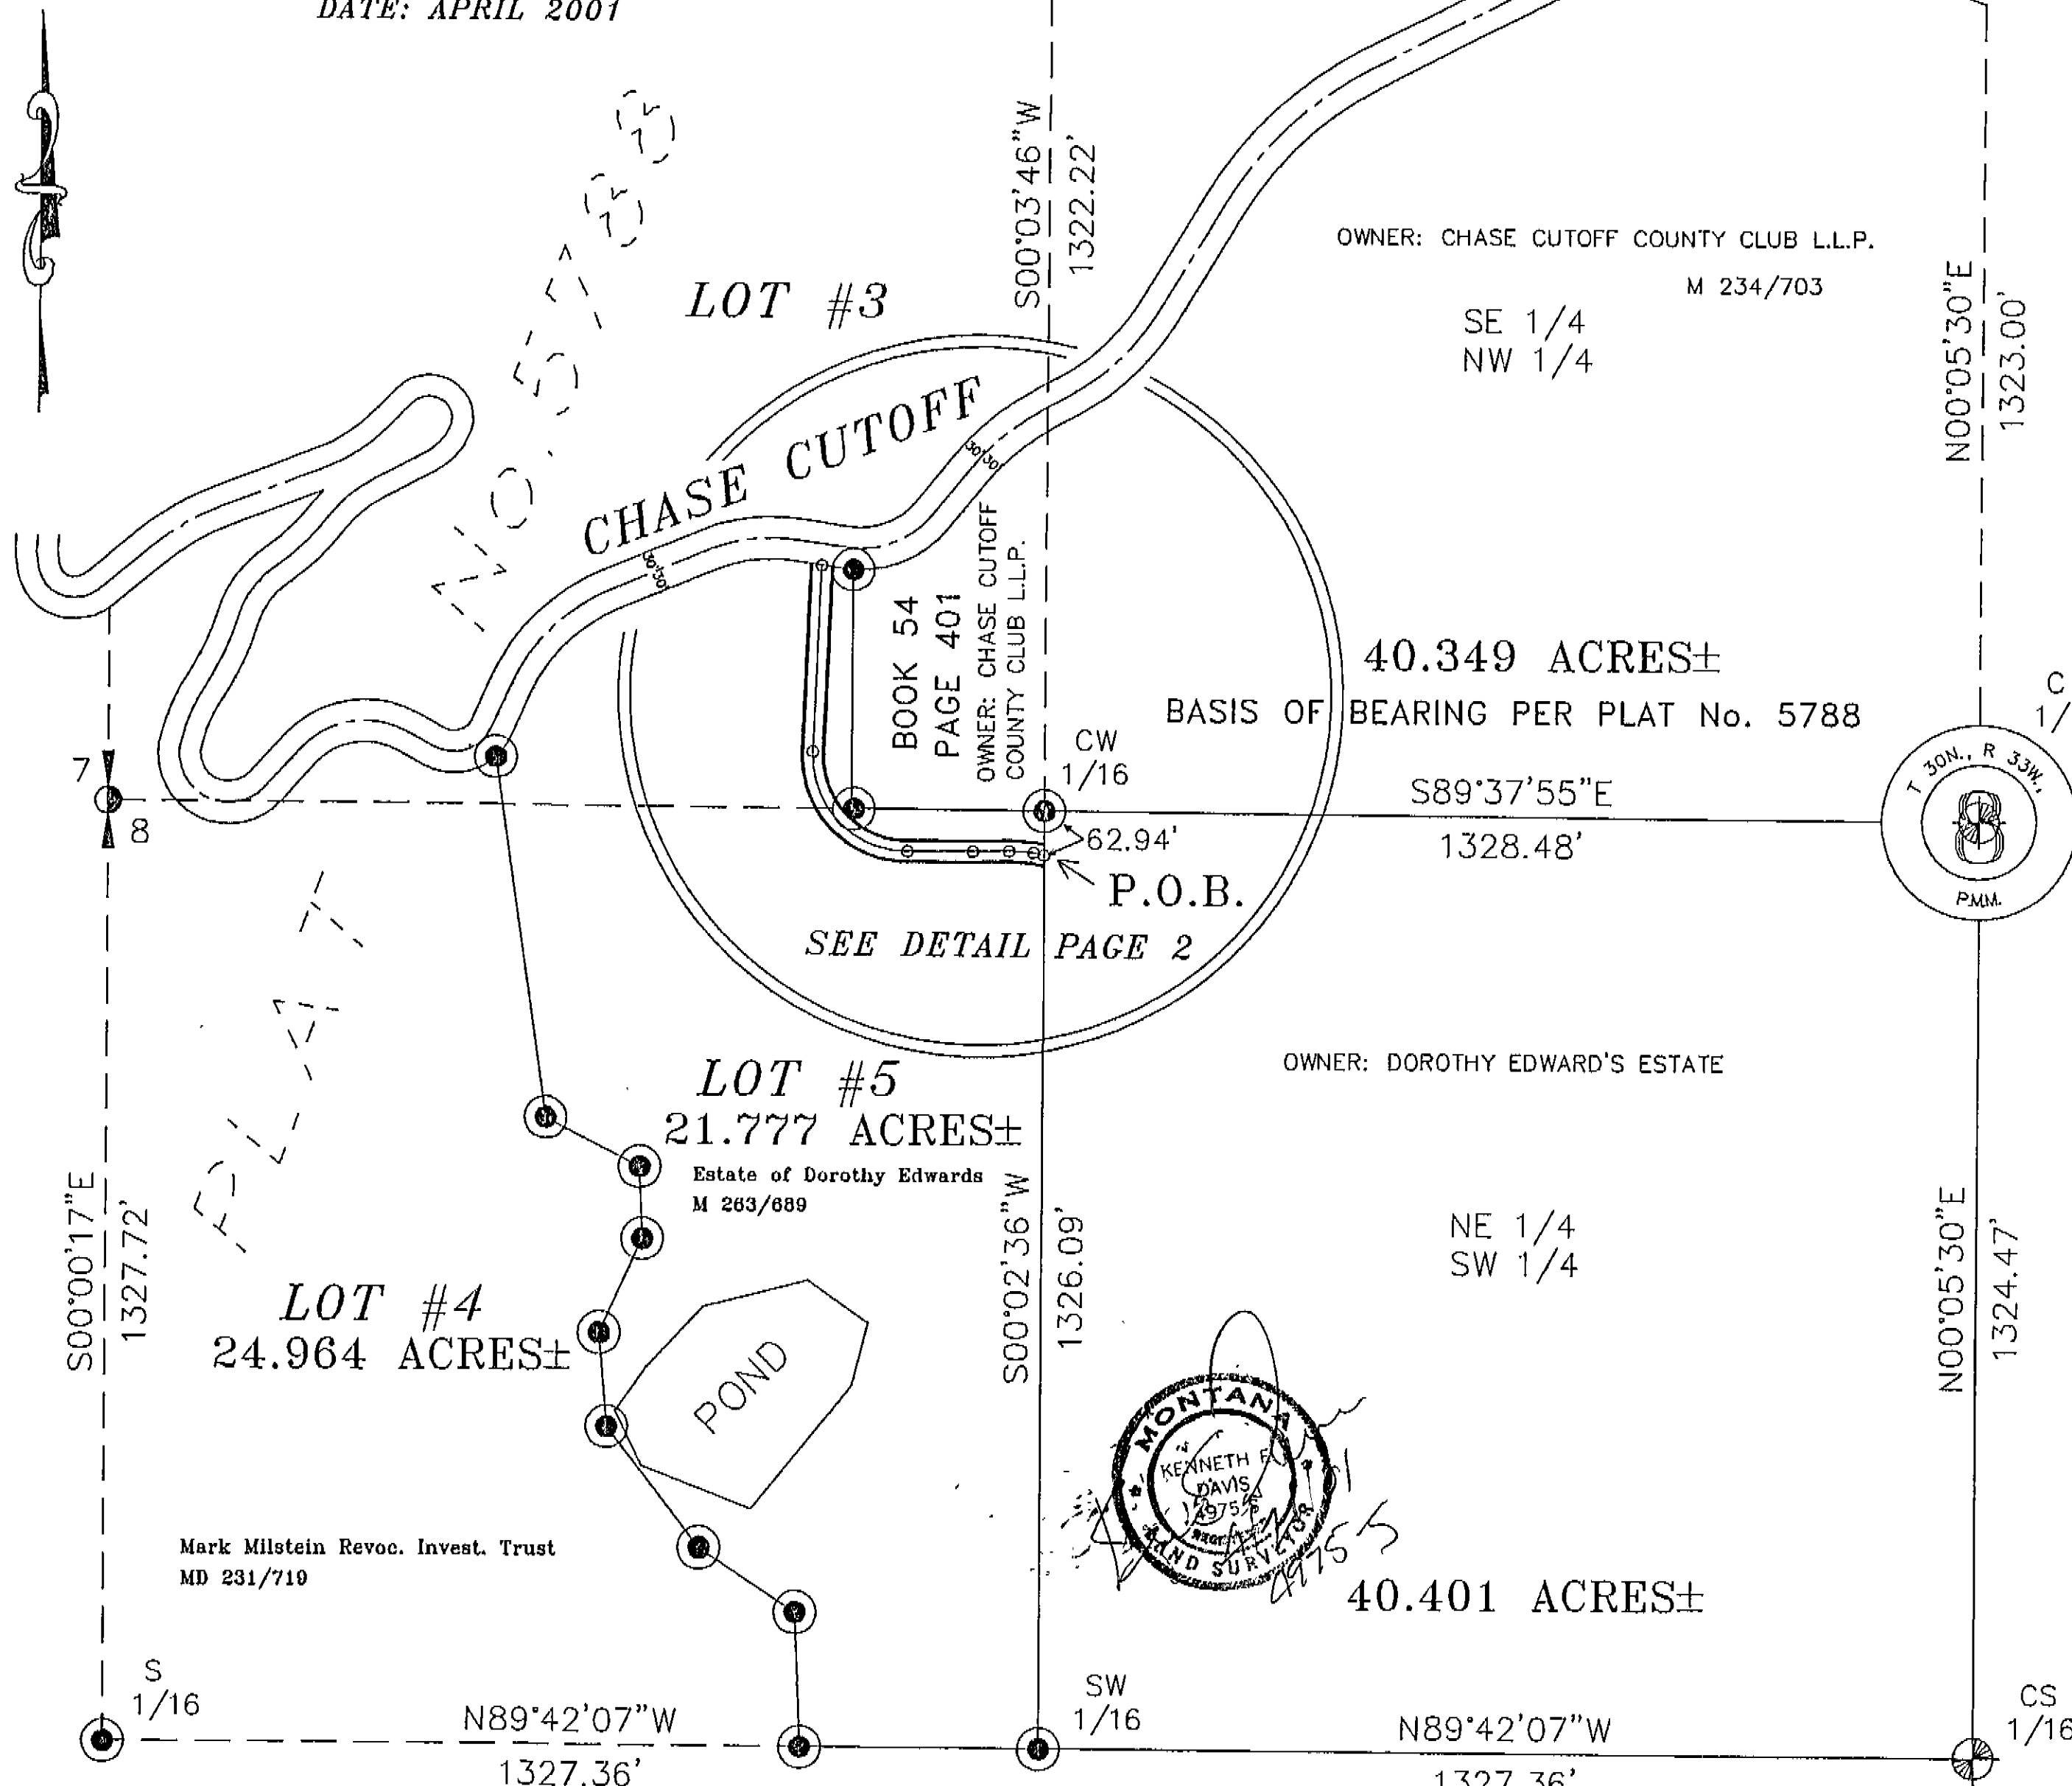 DATE: APRIL 2001
S00°03'46"W
1322.22'
OWNER: CHASE CUTOFF COUNTY CLUB L.L.P.
M 234/703
SE 1/4
NW 1/4
N00°05'30"E
1323.00'
LOT #3
PLAT No. 5788
CHASE CUTOFF
30' 30'
30' 30'
BOOK 54
PAGE 401
OWNER: CHASE CUTOFF
COUNTY CLUB L.L.P.
40.349 ACRES±
BASIS OF BEARING PER PLAT No. 5788
C
1/
CW
1/16
S89°37'55"E
1328.48'
T 30N., R 33W.,
P.M.M.
7
8
62.94'
P.O.B.
SEE DETAIL PAGE 2
OWNER: DOROTHY EDWARD'S ESTATE
LOT #5
21.777 ACRES±
Estate of Dorothy Edwards
M 263/689
S00°00'17"E
1327.72'
S00°02'36"W
1326.09'
NE 1/4
SW 1/4
N00°05'30"E
1324.47'
LOT #4
24.964 ACRES±
POND
MONTANA
KENNETH E
DAVIS
4975 S
LAND SURVEYOR
4975-S
Mark Milstein Revoc. Invest. Trust
MD 231/719
40.401 ACRES±
S
1/16
N89°42'07"W
1327.36'
SW
1/16
N89°42'07"W
1327.36'
CS
1/16